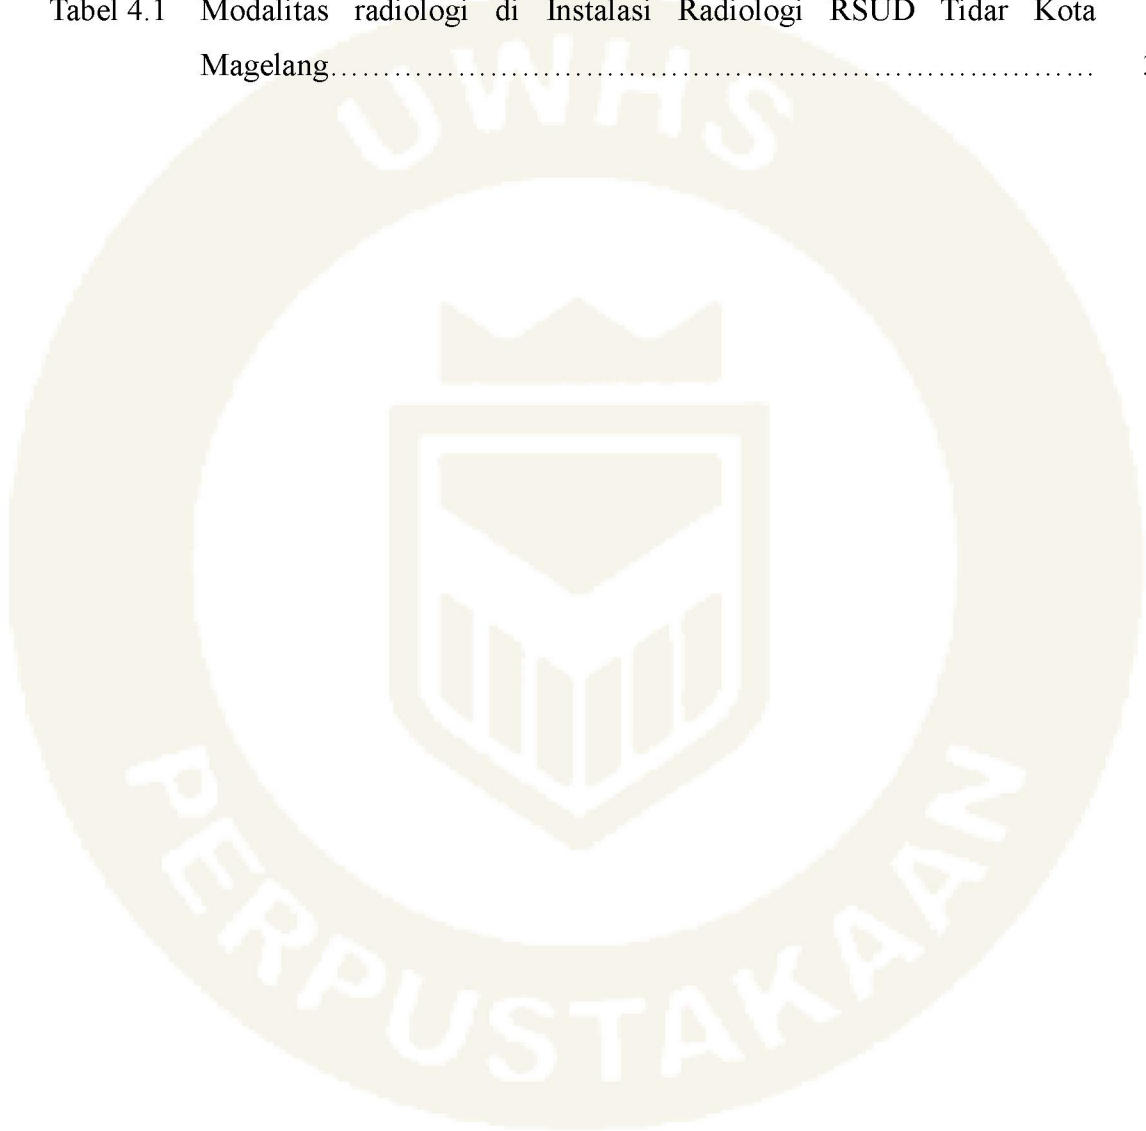 Tabel 4.1 Modalitas radiologi di Instalasi Radiologi RSUD Tidar Kota
Magelang……………………………………………………………………
UWHS
PERPUSTAKAAN